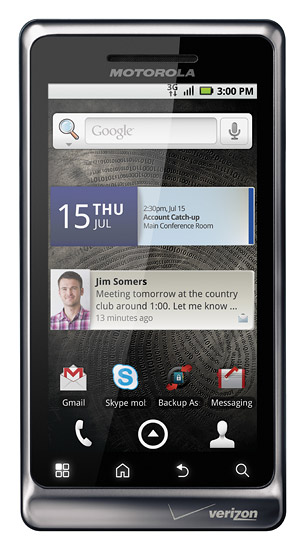 MOTOROLA
3G 3:00 PM
Google
15 THU
JUL
2:30pm, Jul 15
Account Catch-up
Main Conference Room
Jim Somers
Meeting tomorrow at the country
club around 1:00. Let me know ...
13 minutes ago
Gmail Skype mol Backup As Messaging
verizon